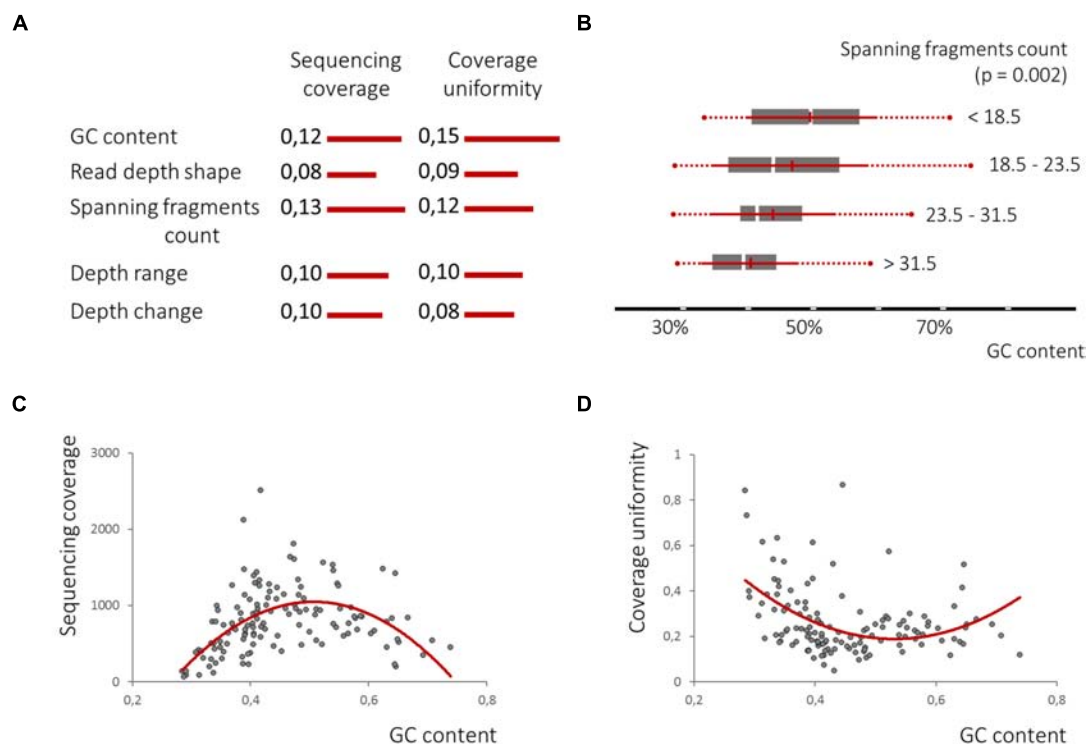 A
Sequencing coverage
Coverage uniformity
GC content 0,12 0,15
Read depth shape 0,08 0,09
Spanning fragments count 0,13 0,12
Depth range 0,10 0,10
Depth change 0,10 0,08
B
Spanning fragments count
(p = 0.002)
< 18.5
18.5 - 23.5
23.5 - 31.5
> 31.5
30% 50% 70%
GC content
C
Sequencing coverage
3000
2000
1000
0
0,2 0,4 0,6 0,8
GC content
D
Coverage uniformity
1
0,8
0,6
0,4
0,2
0
0,2 0,4 0,6 0,8
GC content